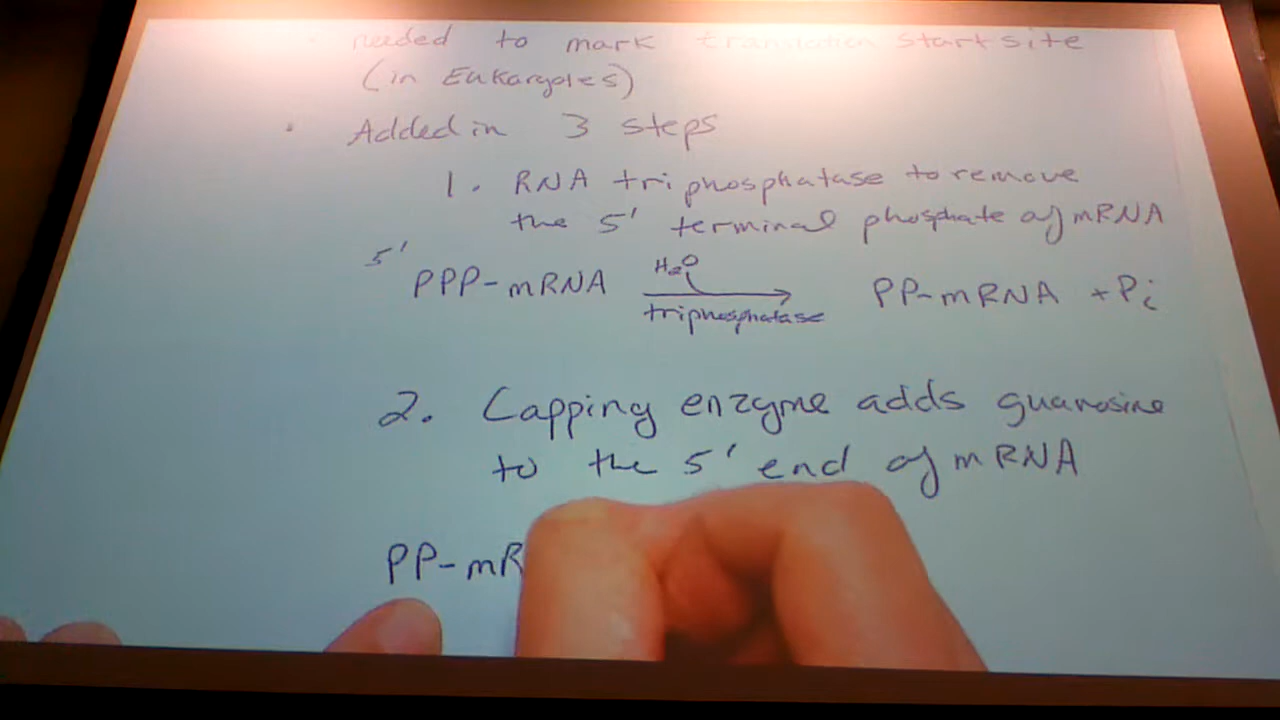 needed to mark translation start site
(in Eukaryotes)
• Added in 3 steps
1. RNA triphosphatase to remove
the 5' terminal phosphate of mRNA
5' PPP-mRNA H₂O triphosphatase → PP-mRNA + Pi
2. Capping enzyme adds guanosine
to the 5' end of mRNA
PP-mR